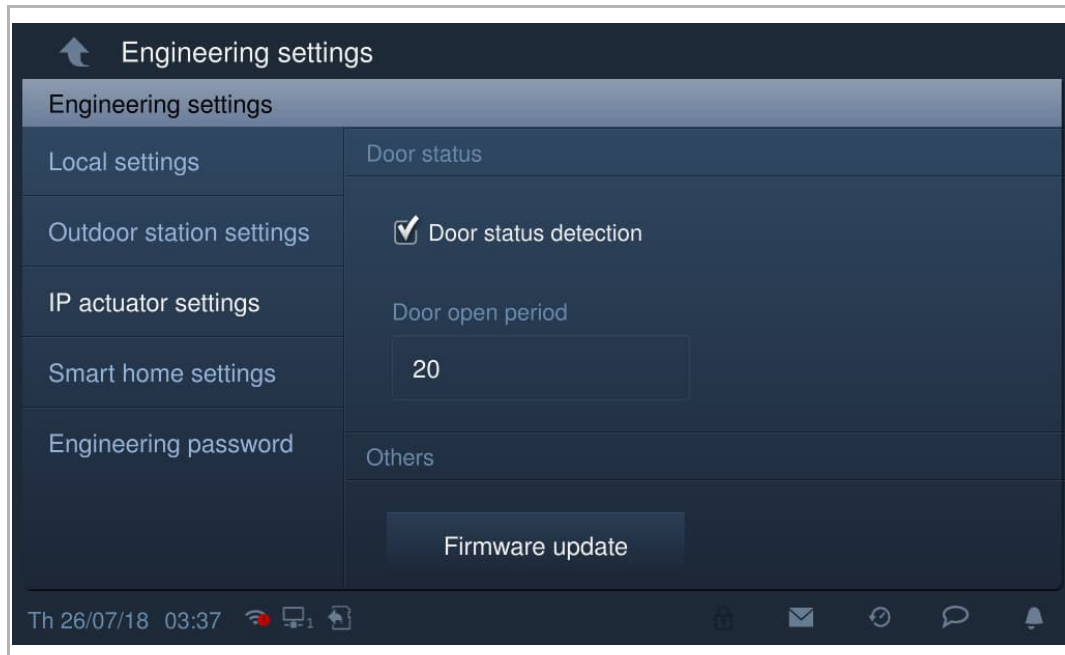 Engineering settings
Engineering settings
Local settings
Outdoor station settings
IP actuator settings
Smart home settings
Engineering password
Door status
Door status detection
Door open period
20
Others
Firmware update
Th 26/07/18 03:37
1